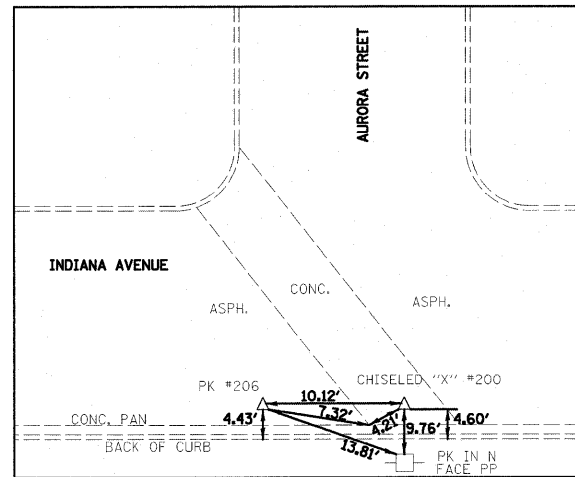 AURORA STREET
INDIANA AVENUE
CONC.
ASPH.
ASPH.
PK #206
CHISELED "X" #200
10.12'
7.32'
4.21'
4.43'
9.76'
4.60'
CONC. PAN
BACK OF CURB
13.81'
PK IN N
FACE PP